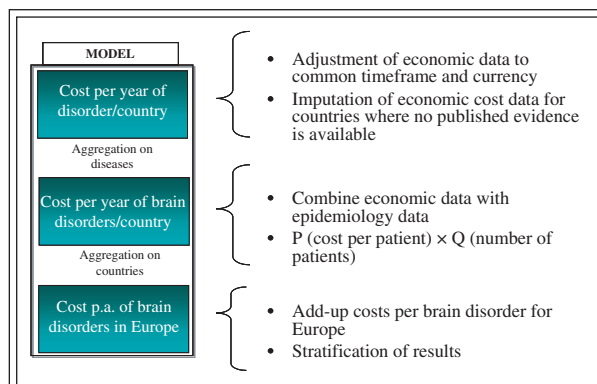 MODEL
Cost per year of
disorder/country
Aggregation on
diseases
Cost per year of brain
disorders/country
Aggregation on
countries
Cost p.a. of brain
disorders in Europe
• Adjustment of economic data to
common timeframe and currency
• Imputation of economic cost data for
countries where no published evidence
is available
• Combine economic data with
epidemiology data
• P (cost per patient) × Q (number of
patients)
• Add-up costs per brain disorder for
Europe
• Stratification of results